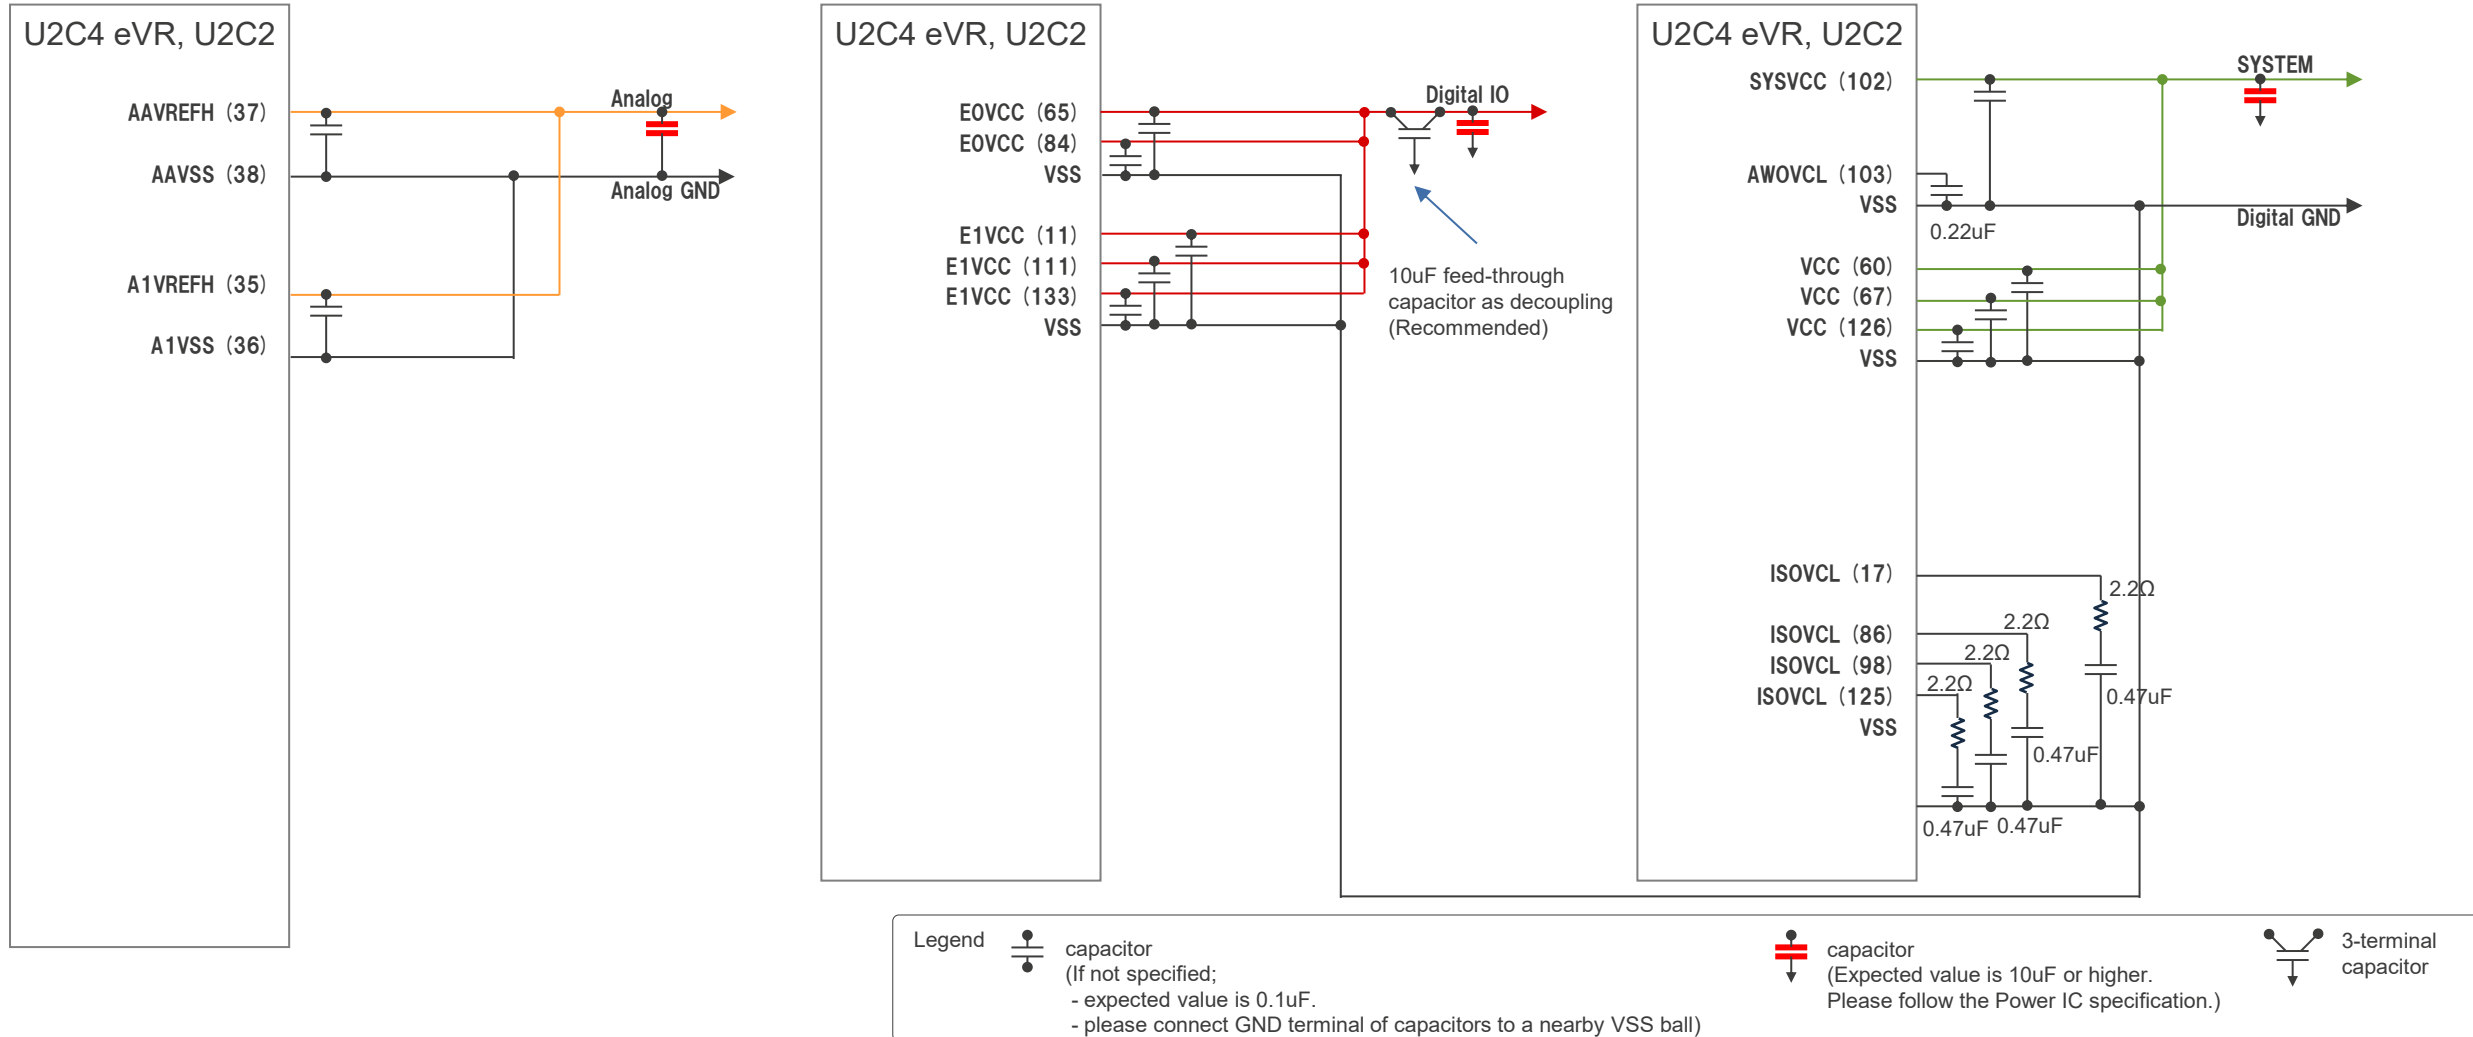 U2C4 eVR, U2C2
AAVREFH (37)
AAVSS (38)
A1VREFH (35)
A1VSS (36)
Analog
Analog GND
U2C4 eVR, U2C2
E0VCC (65)
E0VCC (84)
VSS
E1VCC (11)
E1VCC (111)
E1VCC (133)
VSS
Digital IO
10uF feed-through
capacitor as decoupling
(Recommended)
U2C4 eVR, U2C2
SYSVCC (102)
AWOVCL (103)
VSS
0.22uF
VCC (60)
VCC (67)
VCC (126)
VSS
SYSTEM
Digital GND
ISOVCL (17)
ISOVCL (86)
ISOVCL (98)
ISOVCL (125)
VSS
2.2Ω
2.2Ω
2.2Ω
2.2Ω
0.47uF
0.47uF
0.47uF
0.47uF
Legend
capacitor
(If not specified;
- expected value is 0.1uF.
- please connect GND terminal of capacitors to a nearby VSS ball)
capacitor
(Expected value is 10uF or higher.
Please follow the Power IC specification.)
3-terminal
capacitor